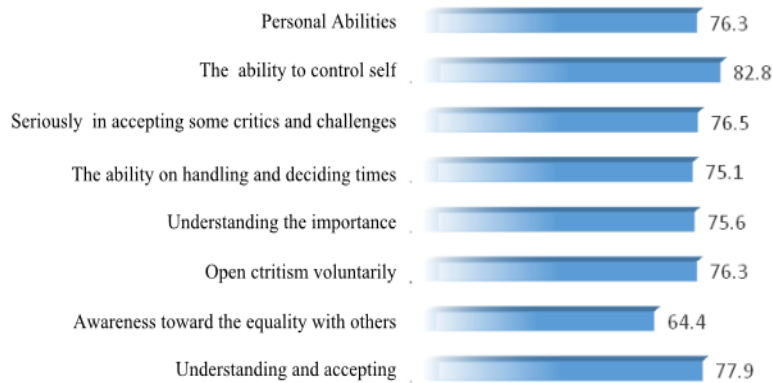 Personal Abilities 76.3
The ability to control self 82.8
Seriously in accepting some critics and challenges 76.5
The ability on handling and deciding times 75.1
Understanding the importance 75.6
Open ctritism voluntarily 76.3
Awareness toward the equality with others 64.4
Understanding and accepting 77.9